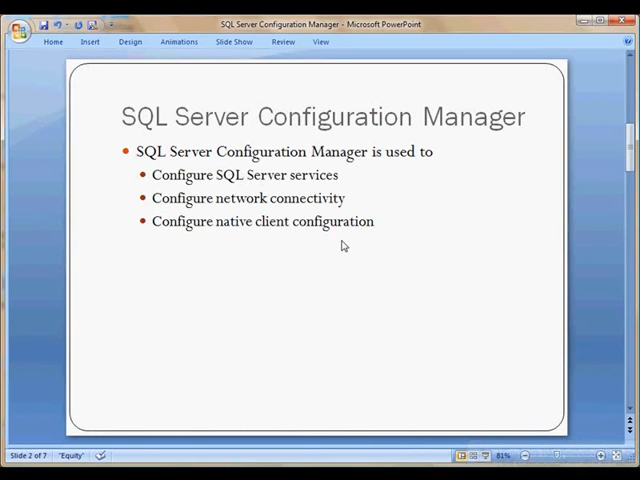 SQL Server Configuration Manager - Microsoft PowerPoint
Home Insert Design Animations Slide Show Review View
SQL Server Configuration Manager
• SQL Server Configuration Manager is used to
• Configure SQL Server services
• Configure network connectivity
• Configure native client configuration
Slide 2 of 7 "Equity" 81%